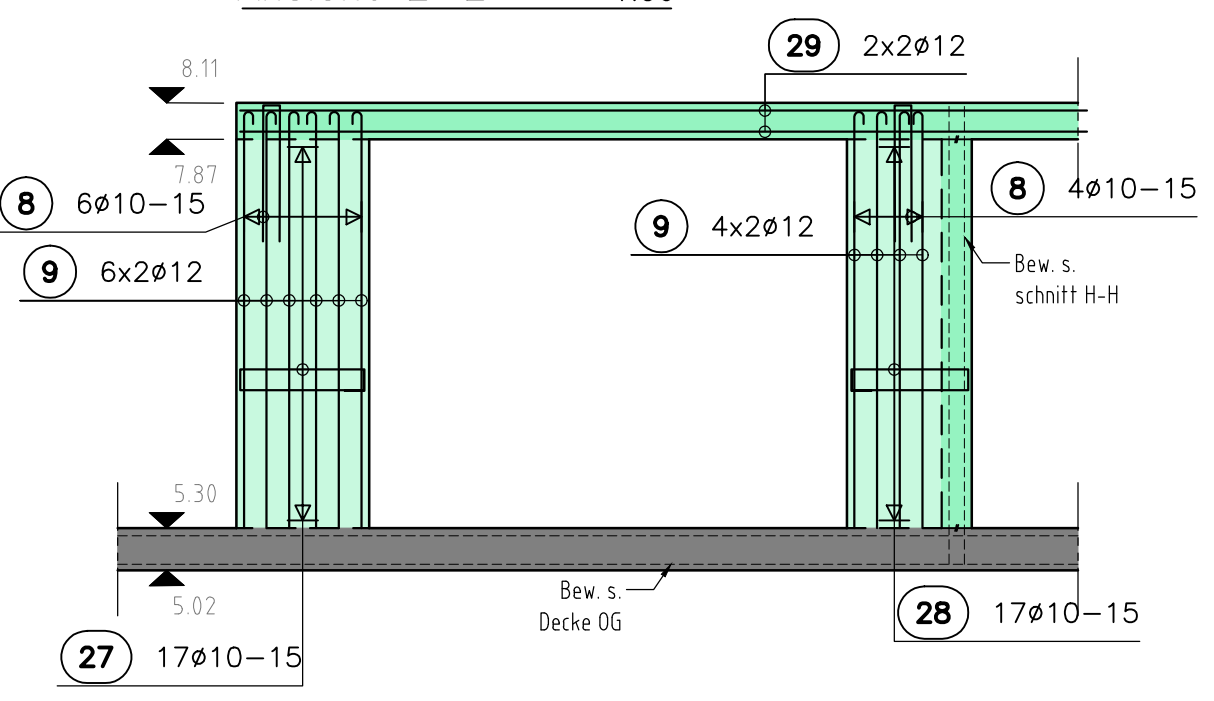 29 2x2ø12
8.11
7.87
8 6ø10-15
8 4ø10-15
9 4x2ø12
9 6x2ø12
Bew. s.
schnitt H-H
5.30
5.02
Bew. s.
Decke OG
28 17ø10-15
27 17ø10-15